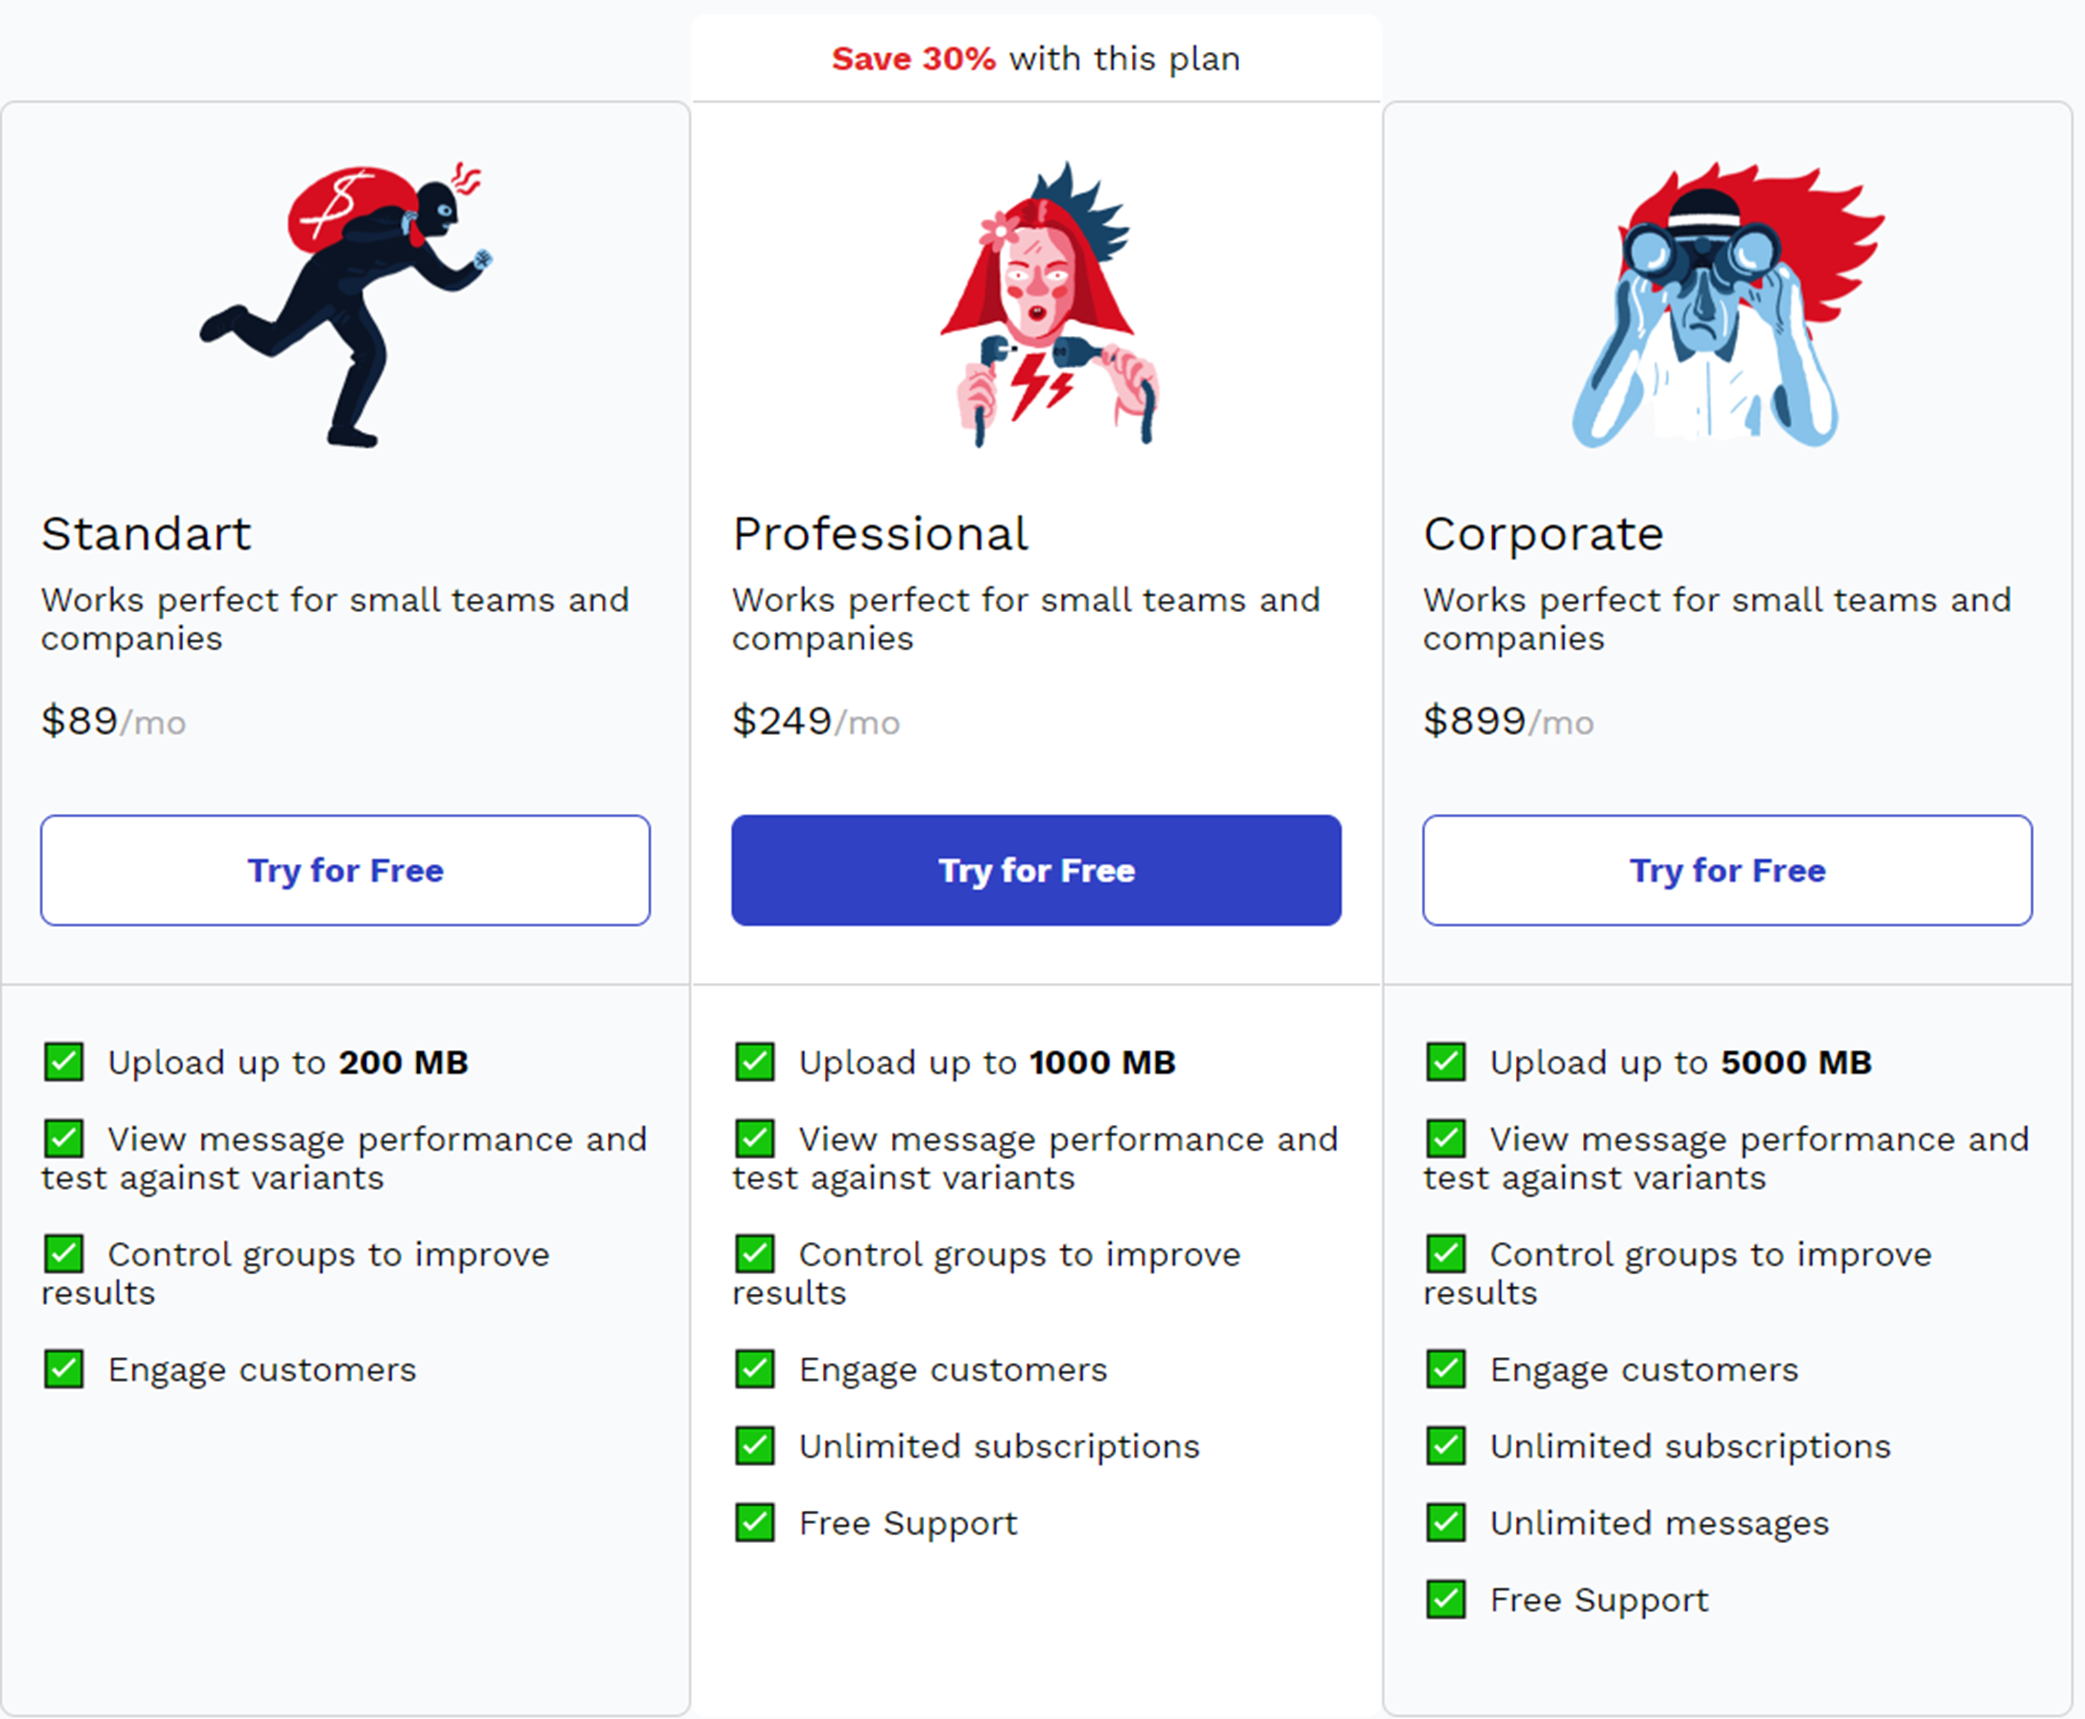 Save 30% with this plan
$
Standart
Works perfect for small teams and
companies
$89/mo
Try for Free
Upload up to 200 MB
View message performance and
test against variants
Control groups to improve
results
Engage customers
Professional
Works perfect for small teams and
companies
$249/mo
Try for Free
Upload up to 1000 MB
View message performance and
test against variants
Control groups to improve
results
Engage customers
Unlimited subscriptions
Free Support
Corporate
Works perfect for small teams and
companies
$899/mo
Try for Free
Upload up to 5000 MB
View message performance and
test against variants
Control groups to improve
results
Engage customers
Unlimited subscriptions
Unlimited messages
Free Support